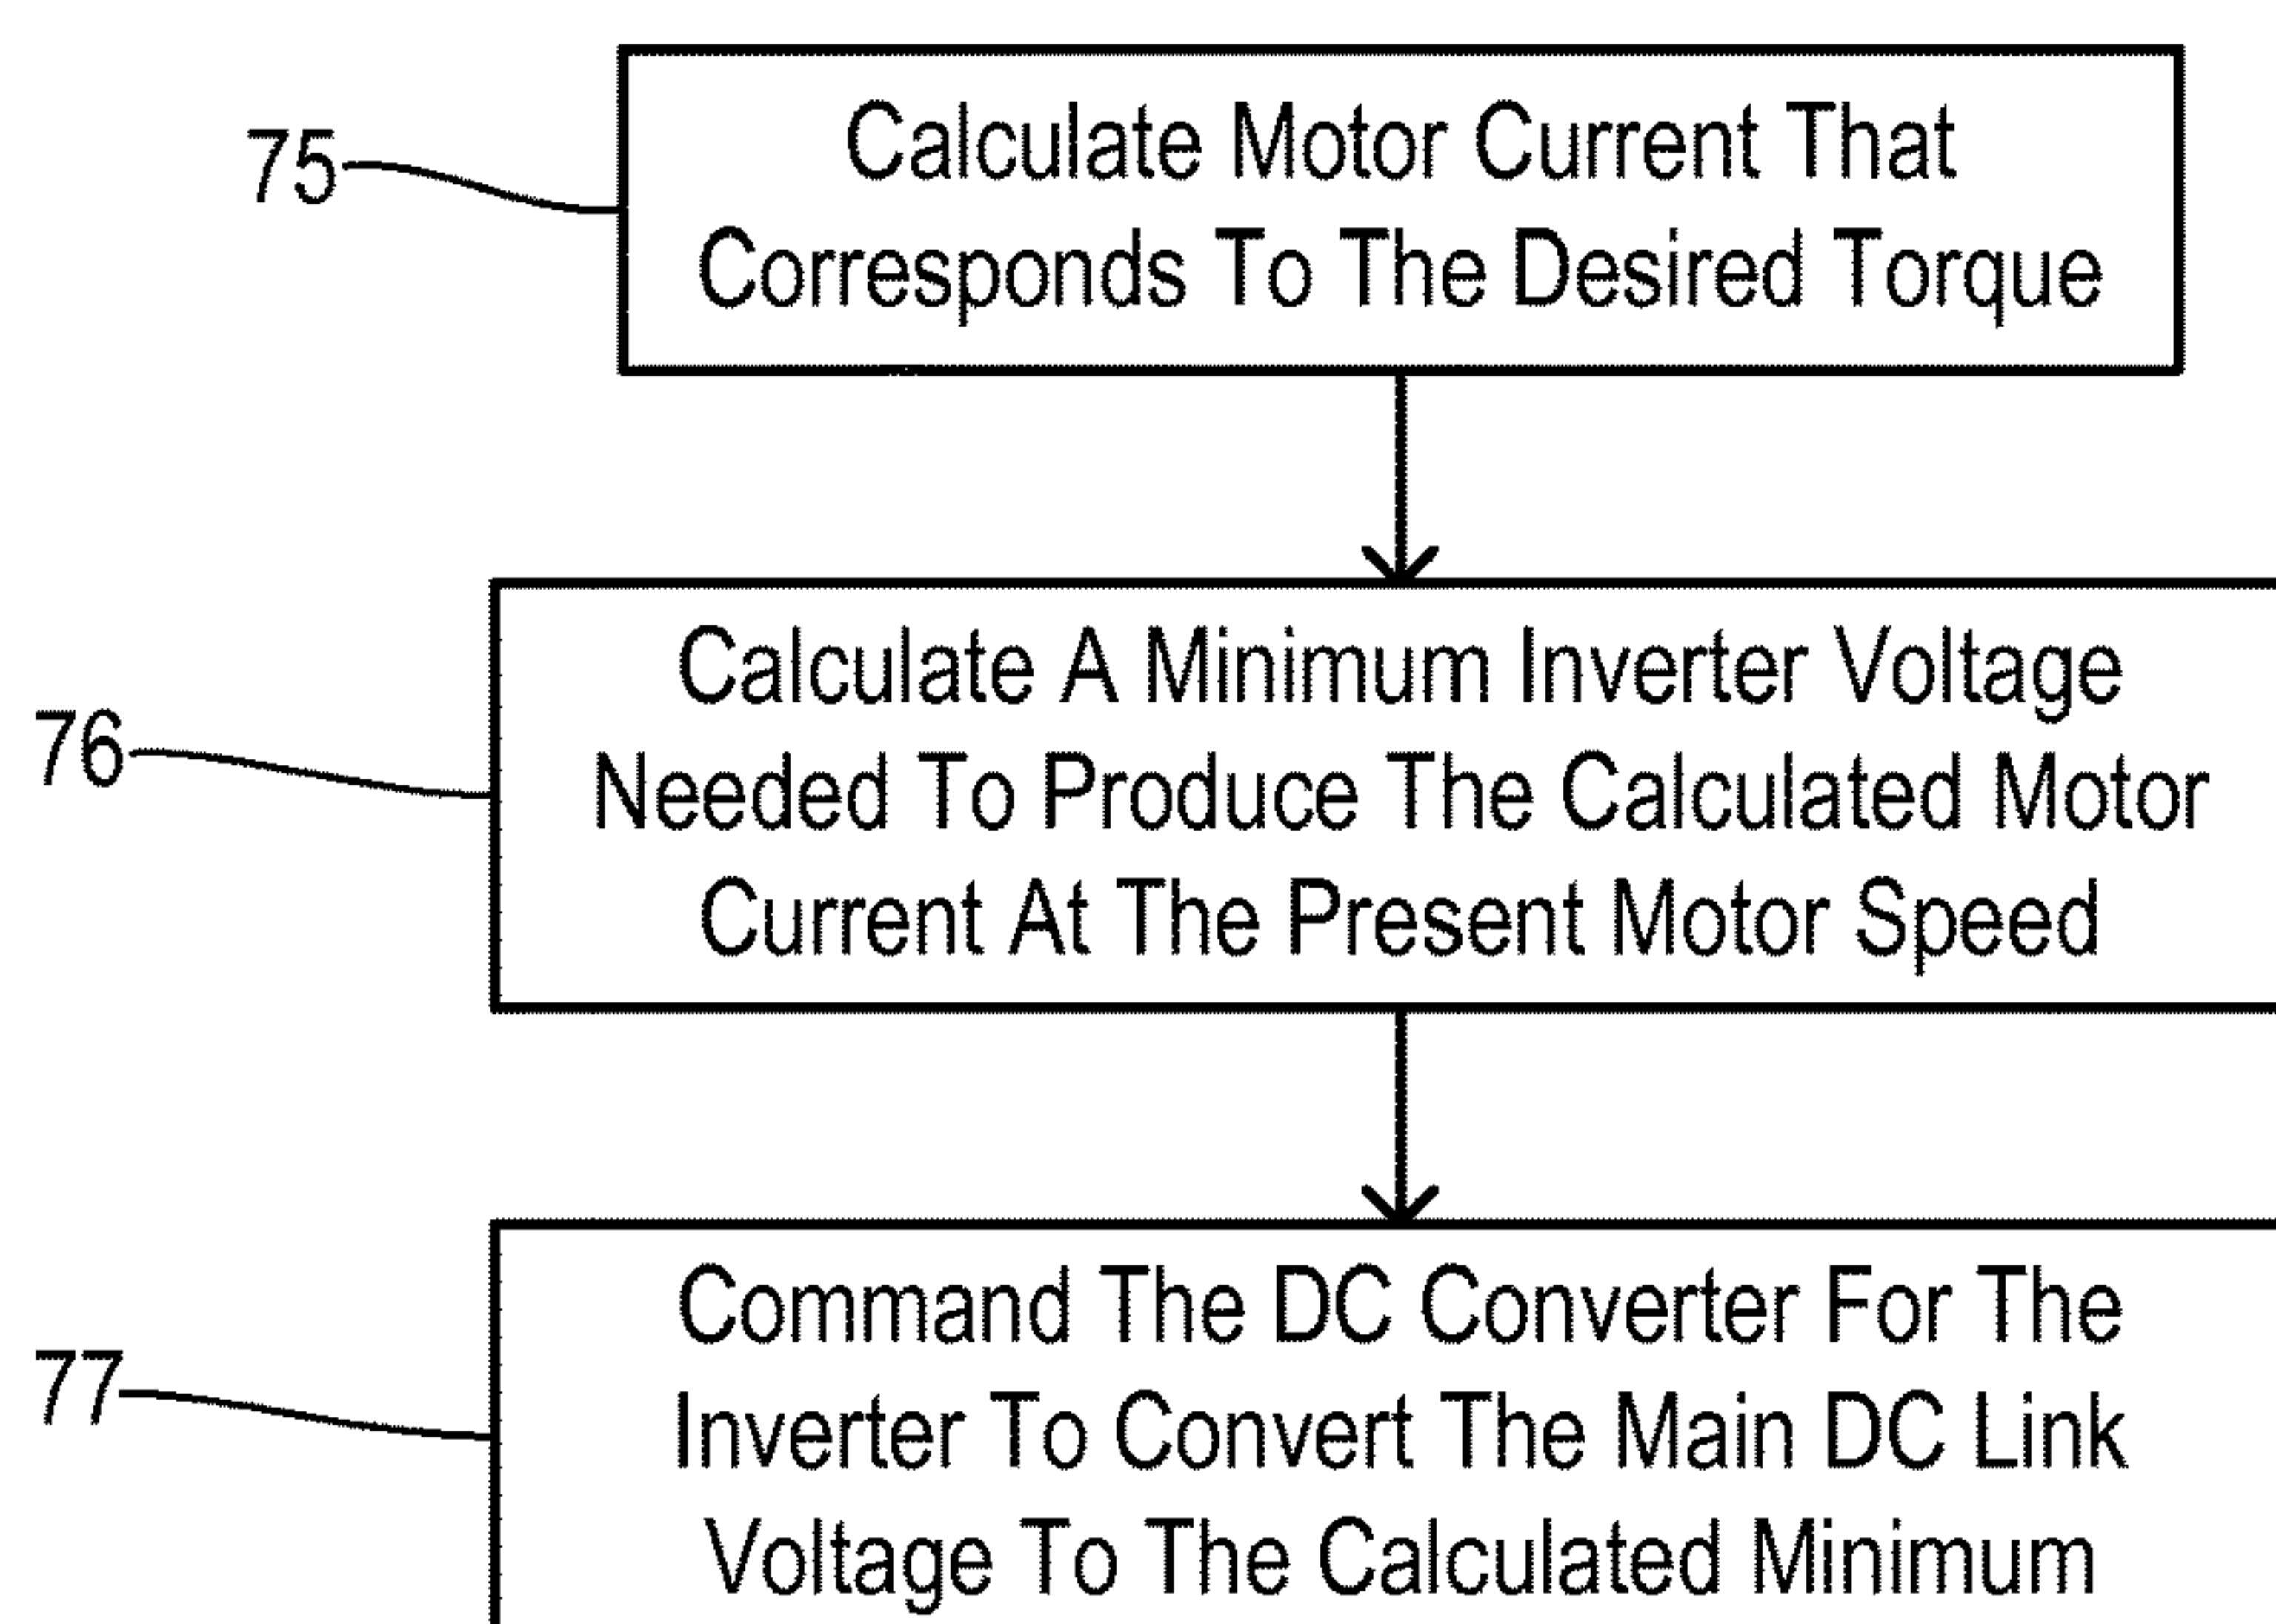 75
Calculate Motor Current That
Corresponds To The Desired Torque
76
Calculate A Minimum Inverter Voltage
Needed To Produce The Calculated Motor
Current At The Present Motor Speed
77
Command The DC Converter For The
Inverter To Convert The Main DC Link
Voltage To The Calculated Minimum